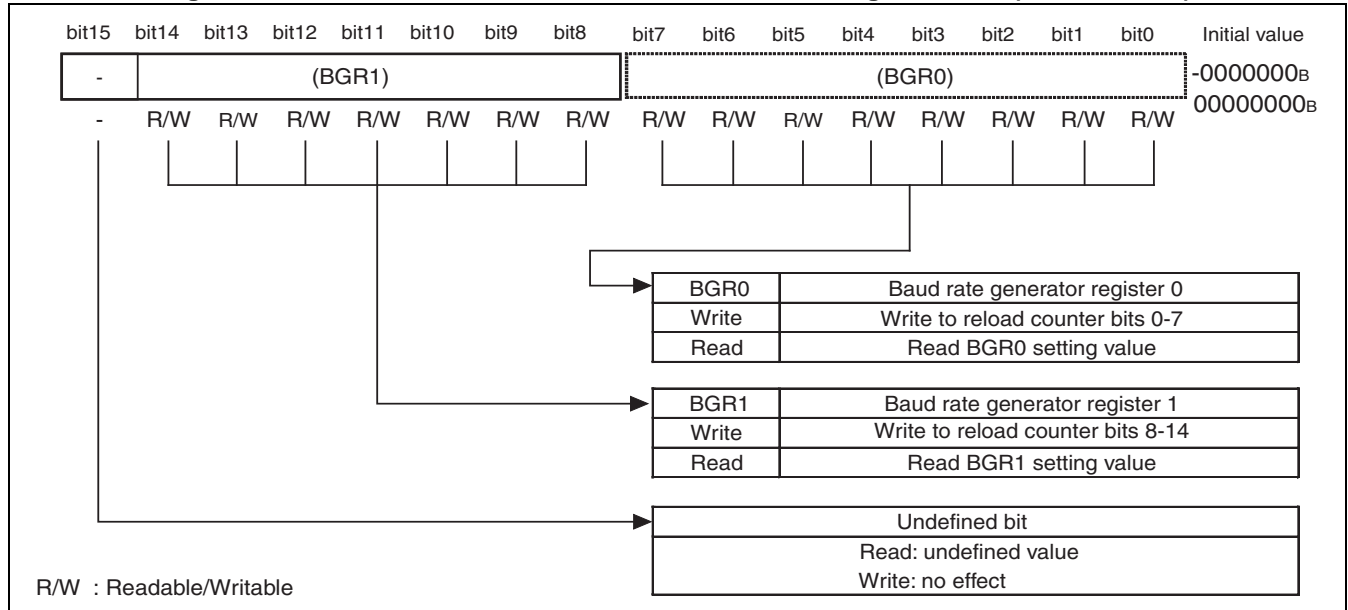 bit15 bit14 bit13 bit12 bit11 bit10 bit9 bit8 bit7 bit6 bit5 bit4 bit3 bit2 bit1 bit0 Initial value
- (BGR1) (BGR0) -0000000B
00000000B
- R/W R/W R/W R/W R/W R/W R/W R/W R/W R/W R/W R/W R/W R/W R/W
BGR0 Baud rate generator register 0
Write Write to reload counter bits 0-7
Read Read BGR0 setting value
BGR1 Baud rate generator register 1
Write Write to reload counter bits 8-14
Read Read BGR1 setting value
Undefined bit
Read: undefined value
Write: no effect
R/W : Readable/Writable